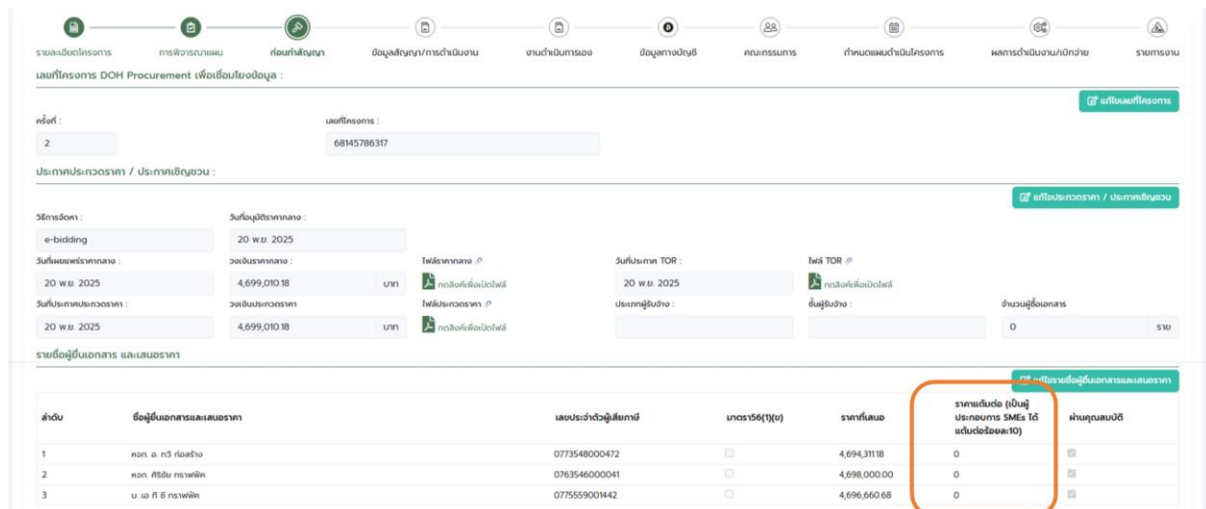 รายละเอียดโครงการ การพิจารณาแผน ก่อนทำสัญญา ข้อมูลสัญญา/การดำเนินงาน งานดำเนินการเอง ข้อมูลทางบัญชี คณะกรรมการ กำหนดแผนดำเนินโครงการ ผลการดำเนินงาน/เบิกจ่าย รายการงาน
เลขที่โครงการ DOH Procurement เพื่อเชื่อมโยงข้อมูล :
แก้ไขเลขที่โครงการ
ครั้งที่ : เลขที่โครงการ :
2 68145786317
ประกาศประกวดราคา / ประกาศเชิญชวน :
แก้ไขประกวดราคา / ประกาศเชิญชวน
วิธีการจัดหา : วันที่อนุมัติราคากลาง :
e-bidding 20 พ.ย. 2025
วันที่เผยแพร่ราคากลาง : วงเงินราคากลาง : ไฟล์ราคากลาง วันที่ประกาศ TOR : ไฟล์ TOR
20 พ.ย. 2025 4,699,010.18 บาท กดลิงค์เพื่อเปิดไฟล์ 20 พ.ย. 2025 กดลิงค์เพื่อเปิดไฟล์
วันที่ประกาศประกวดราคา : วงเงินประกวดราคา ไฟล์ประกวดราคา ประเภทผู้รับจ้าง : ชั้นผู้รับจ้าง : จำนวนผู้ซื้อเอกสาร
20 พ.ย. 2025 4,699,010.18 บาท กดลิงค์เพื่อเปิดไฟล์ 0 ราย
รายชื่อผู้ยื่นเอกสาร และเสนอราคา
แก้ไขรายชื่อผู้ยื่นเอกสารและเสนอราคา
ลำดับ ชื่อผู้ยื่นเอกสารและเสนอราคา เลขประจำตัวผู้เสียภาษี มาตรา56(1)(ข) ราคาที่เสนอ ราคาแต้มต่อ (เป็นผู้
ประกอบการ SMEs ได้
แต้มต่อร้อยละ10) ผ่านคุณสมบัติ
1 หจก. อ. ทวี ก่อสร้าง 0773548000472 4,694,311.18 0
2 หจก. ศิริชัย ทราฟฟิค 0763546000041 4,698,000.00 0
3 บ. เอ ที ซี ทราฟฟิค 0775559001442 4,696,660.68 0